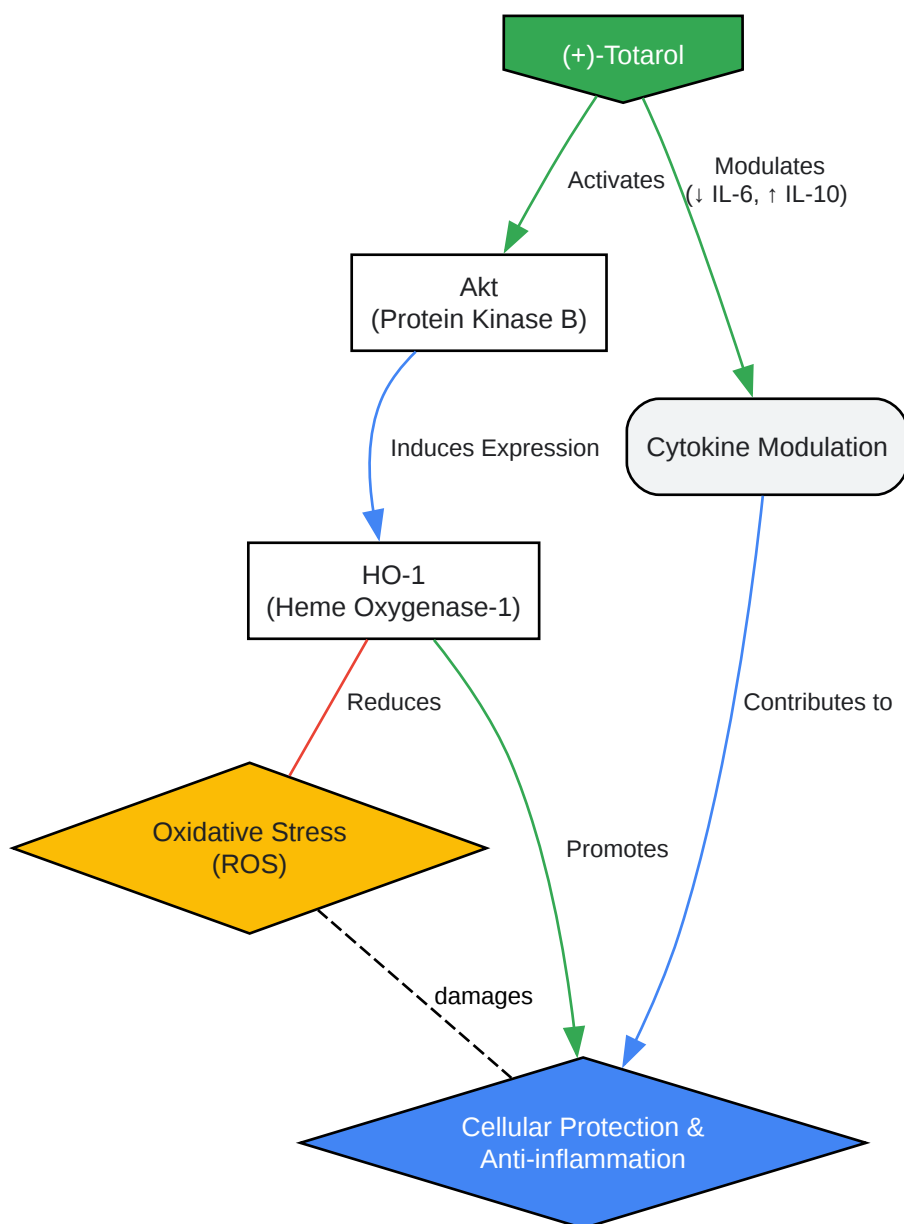 (+)-Totarol
Activates
Modulates
(↓ IL-6, ↑ IL-10)
Akt
(Protein Kinase B)
Induces Expression
Cytokine Modulation
HO-1
(Heme Oxygenase-1)
Reduces
Contributes to
Oxidative Stress
(ROS)
Promotes
damages
Cellular Protection &
Anti-inflammation